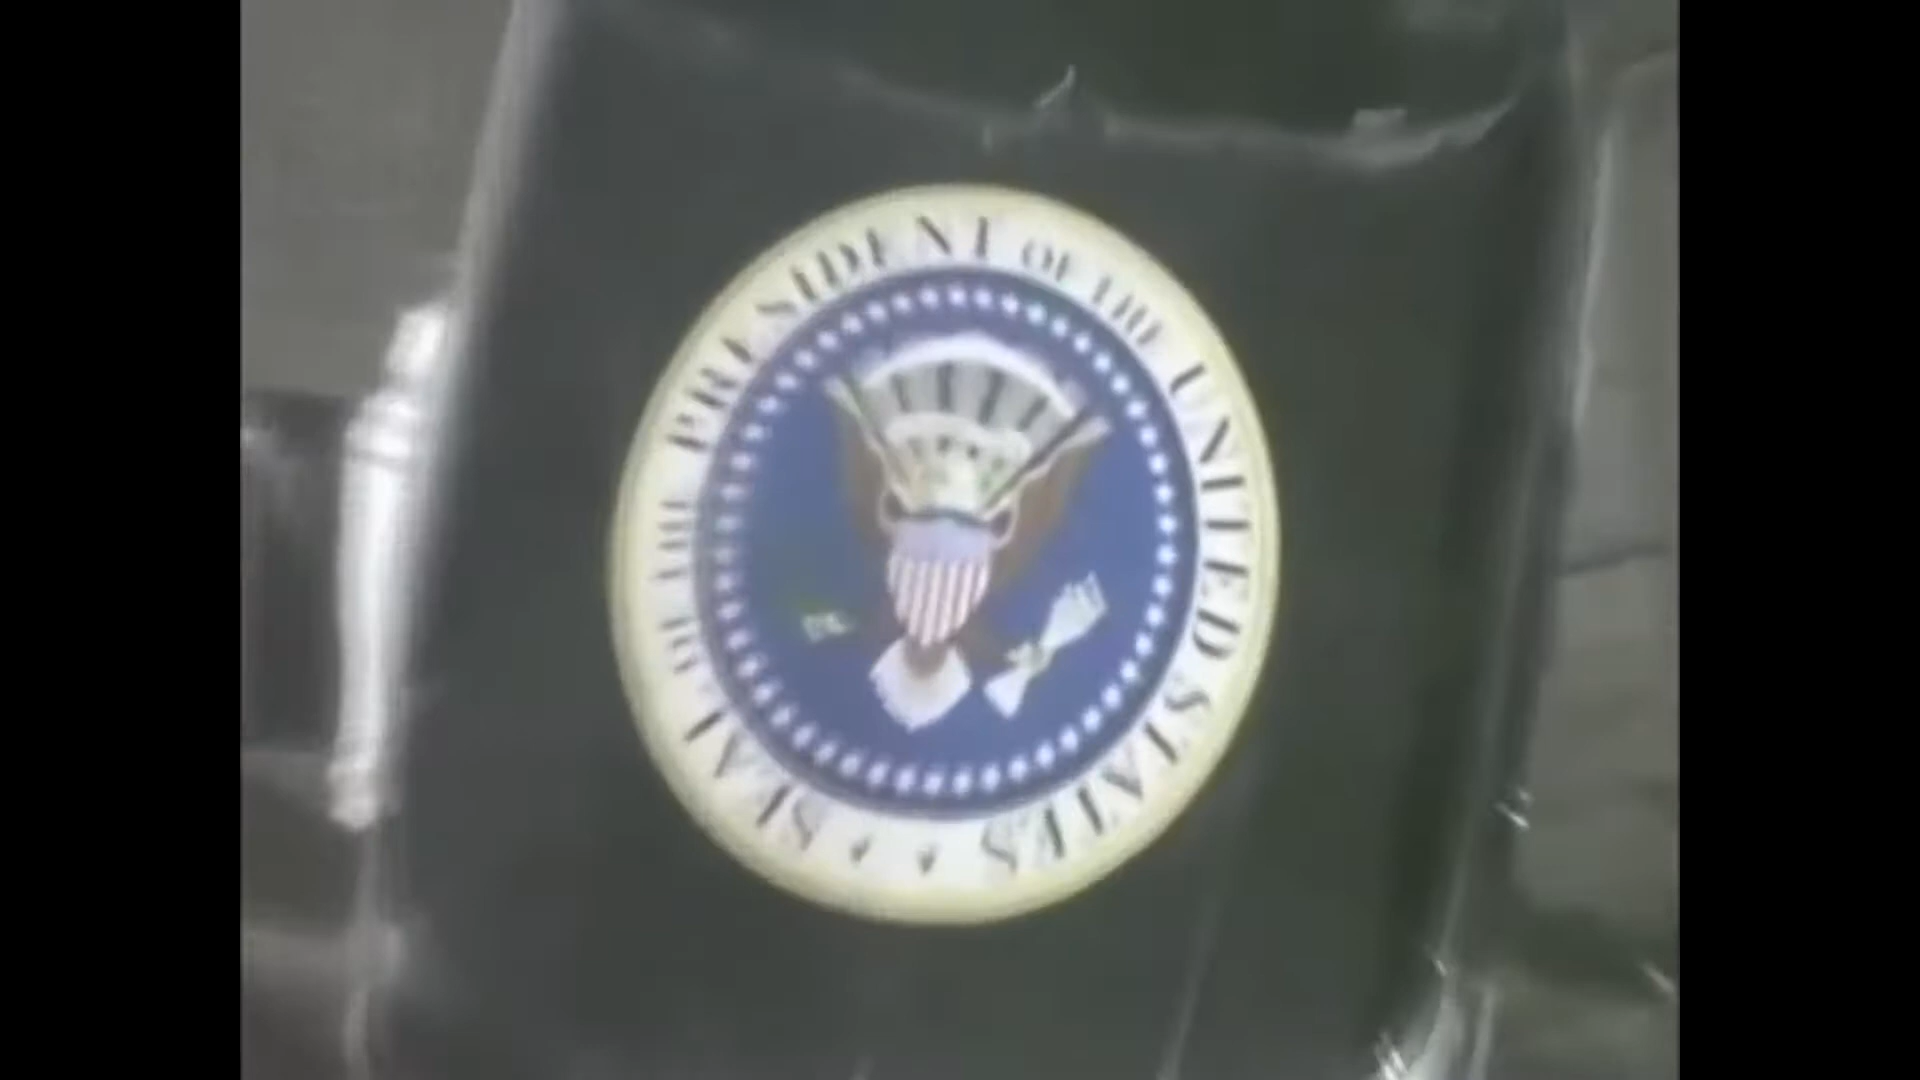 SEAL OF THE PRESIDENT OF THE UNITED STATES